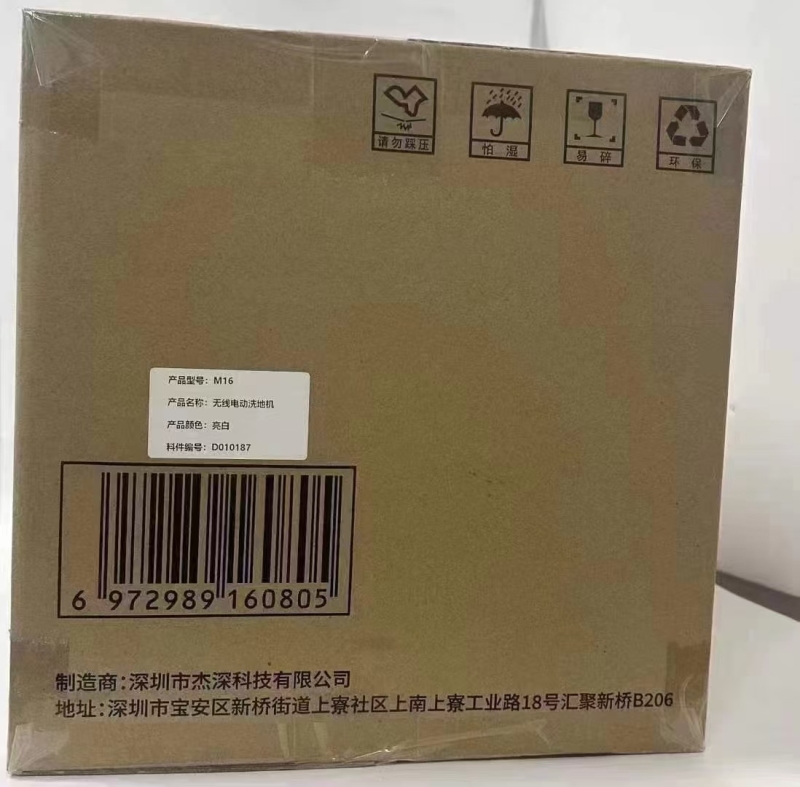 请勿踩压
怕湿
易碎
环保
产品型号：M16
产品名称：无线电动洗地机
产品颜色：亮白
料件编号：D010187
6 972989 160805
制造商：深圳市杰深科技有限公司
地址：深圳市宝安区新桥街道上寮社区上南上寮工业路18号汇聚新桥B206